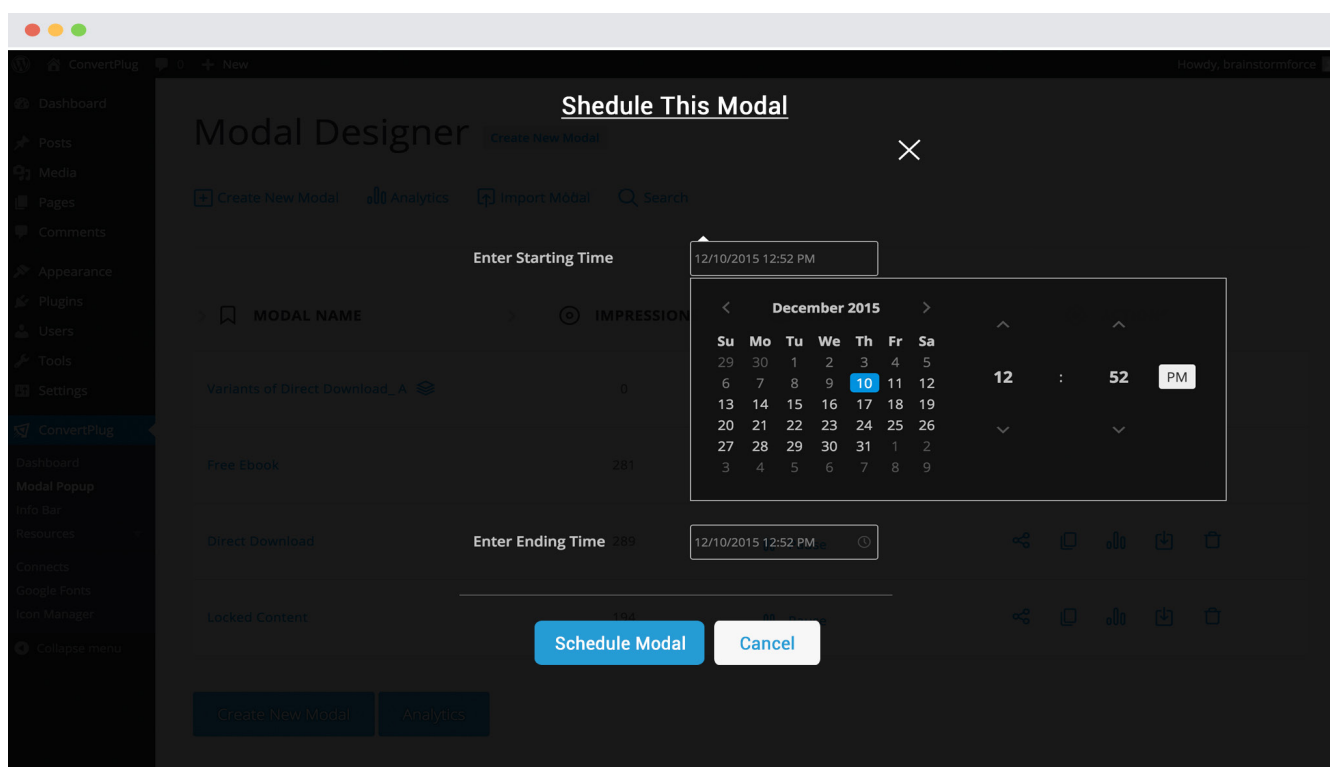 ConvertPlug 0 + New Howdy, brainstormforce
Shedule This Modal
Dashboard
Posts
Media
Pages
Comments
Appearance
Plugins
Users
Tools
Settings
ConvertPlug
Dashboard
Modal Popup
Info Bar
Resources
Connects
Google Fonts
Icon Manager
Collapse menu
Modal Designer Create New Modal
Create New Modal Analytics Import Modal Search
Enter Starting Time 12/10/2015 12:52 PM
MODAL NAME IMPRESSION
December 2015
Su Mo Tu We Th Fr Sa
29 30 1 2 3 4 5
6 7 8 9 10 11 12
13 14 15 16 17 18 19
20 21 22 23 24 25 26
27 28 29 30 31 1 2
3 4 5 6 7 8 9
12 : 52 PM
Variants of Direct Download_ A 0
Free Ebook 281
Direct Download 289
Enter Ending Time 12/10/2015 12:52 PM
Locked Content 194
Schedule Modal Cancel
Create New Modal Analytics